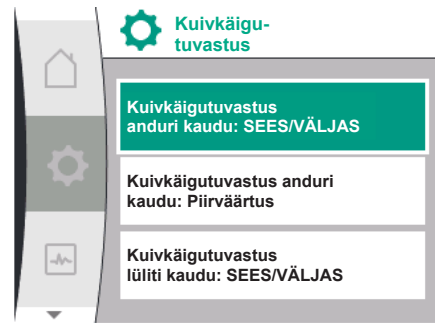 Kuivkäigu-
tuvastus
Kuivkäigutuvastus
anduri kaudu: SEES/VÄLJAS
Kuivkäigutuvastus anduri
kaudu: Piirväärtus
Kuivkäigutuvastus
lüliti kaudu: SEES/VÄLJAS